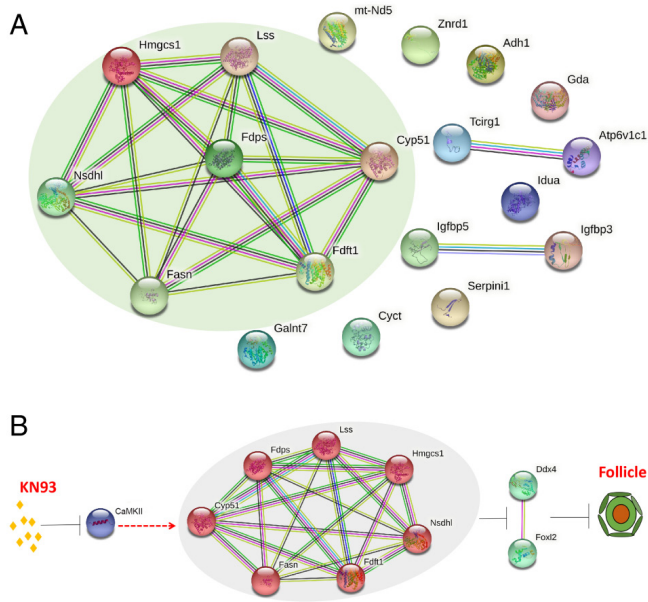 A
mt-Nd5
Znrd1
Adh1
Gda
Hmgcs1
Lss
Fdps
Cyp51
Tcirg1
Atp6v1c1
Nsdhl
Idua
Igfbp5
Igfbp3
Fdft1
Fasn
Serpini1
Cyct
Galnt7
B
KN93
CaMKII
Lss
Fdps
Hmgcs1
Cyp51
Nsdhl
Fasn
Fdft1
Ddx4
Foxl2
Follicle